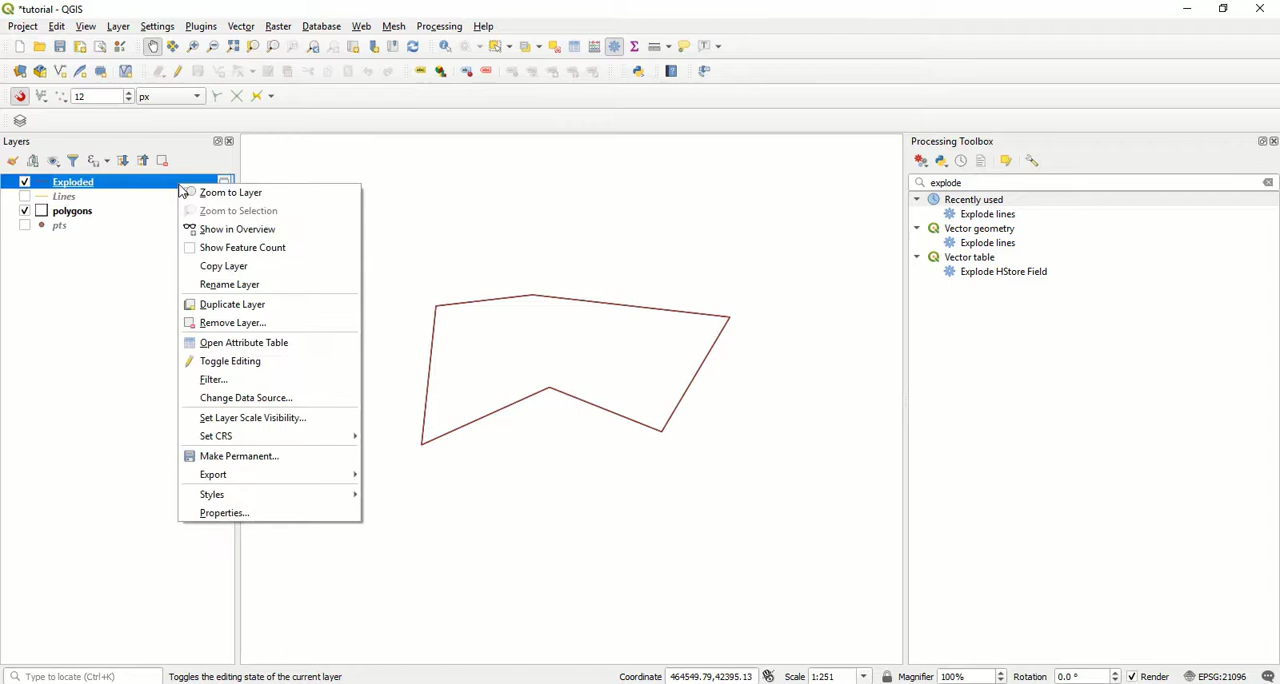 *tutorial - QGIS
Project Edit View Layer Settings Plugins Vector Raster Database Web Mesh Processing Help
12 px
Layers
Processing Toolbox
explode
Exploded
Lines
polygons
pts
Zoom to Layer
Zoom to Selection
Show in Overview
Show Feature Count
Copy Layer
Rename Layer
Duplicate Layer
Remove Layer...
Open Attribute Table
Toggle Editing
Filter...
Change Data Source...
Set Layer Scale Visibility...
Set CRS
Make Permanent...
Export
Styles
Properties...
Recently used
Explode lines
Vector geometry
Explode lines
Vector table
Explode HStore Field
Type to locate (Ctrl+K) Toggles the editing state of the current layer Coordinate 464549.79,42395.13 Scale 1:251 Magnifier 100% Rotation 0.0 ° Render EPSG:21096